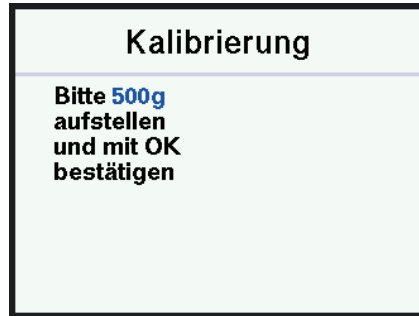 Kalibrierung
Bitte 500g
aufstellen
und mit OK
bestätigen